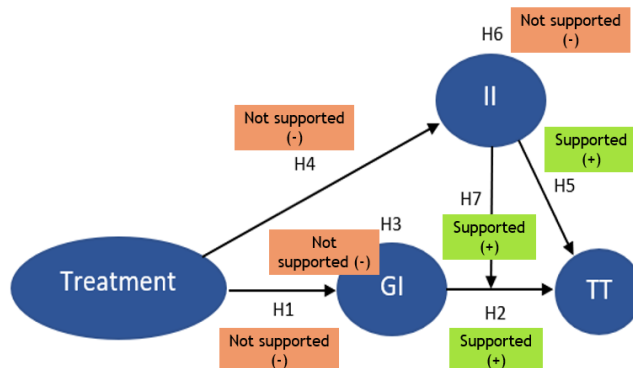 H6
Not supported
(-)
II
Not supported
(-)
H4
Supported
(+)
H5
H7
Supported
(+)
H3
Not
supported (-)
Treatment
GI
TT
H1
H2
Not supported
(-)
Supported
(+)